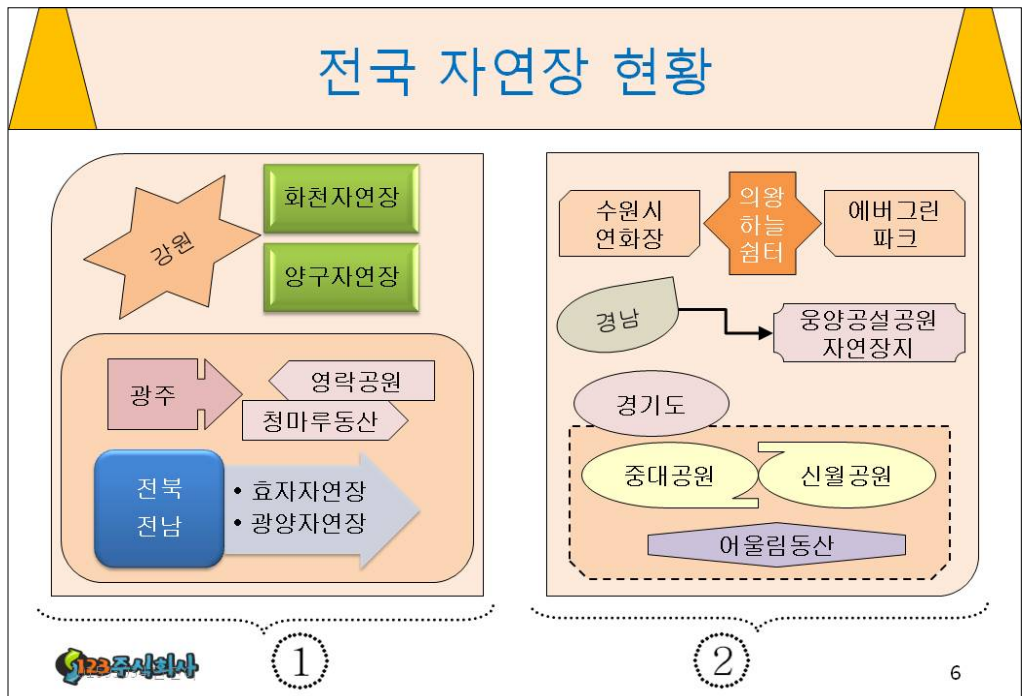 전국 자연장 현황
강원
화천자연장
양구자연장
광주
영락공원
청마루동산
전북
전남
• 효자자연장
• 광양자연장
①
수원시
연화장
의왕
하늘
쉼터
에버그린
파크
경남
웅양공설공원
자연장지
경기도
중대공원
신월공원
어울림동산
②
123주식회사
6